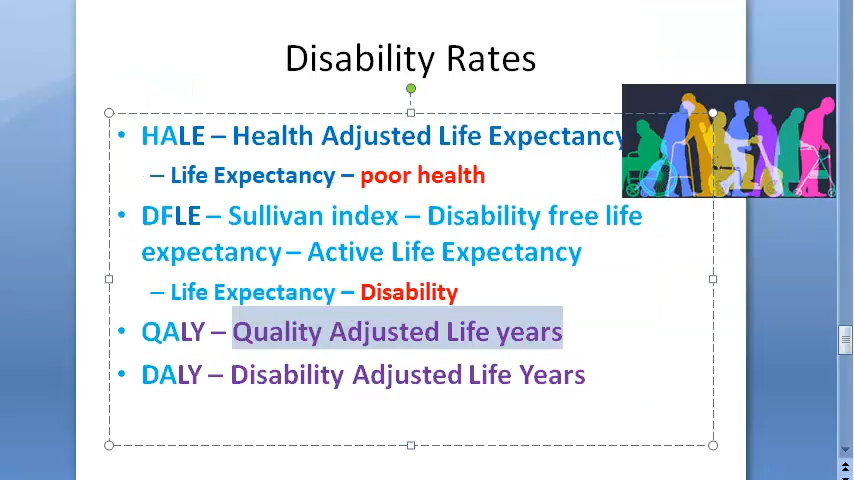 Disability Rates
• HALE – Health Adjusted Life Expectancy
– Life Expectancy – poor health
• DFLE – Sullivan index – Disability free life
expectancy – Active Life Expectancy
– Life Expectancy – Disability
• QALY – Quality Adjusted Life years
• DALY – Disability Adjusted Life Years